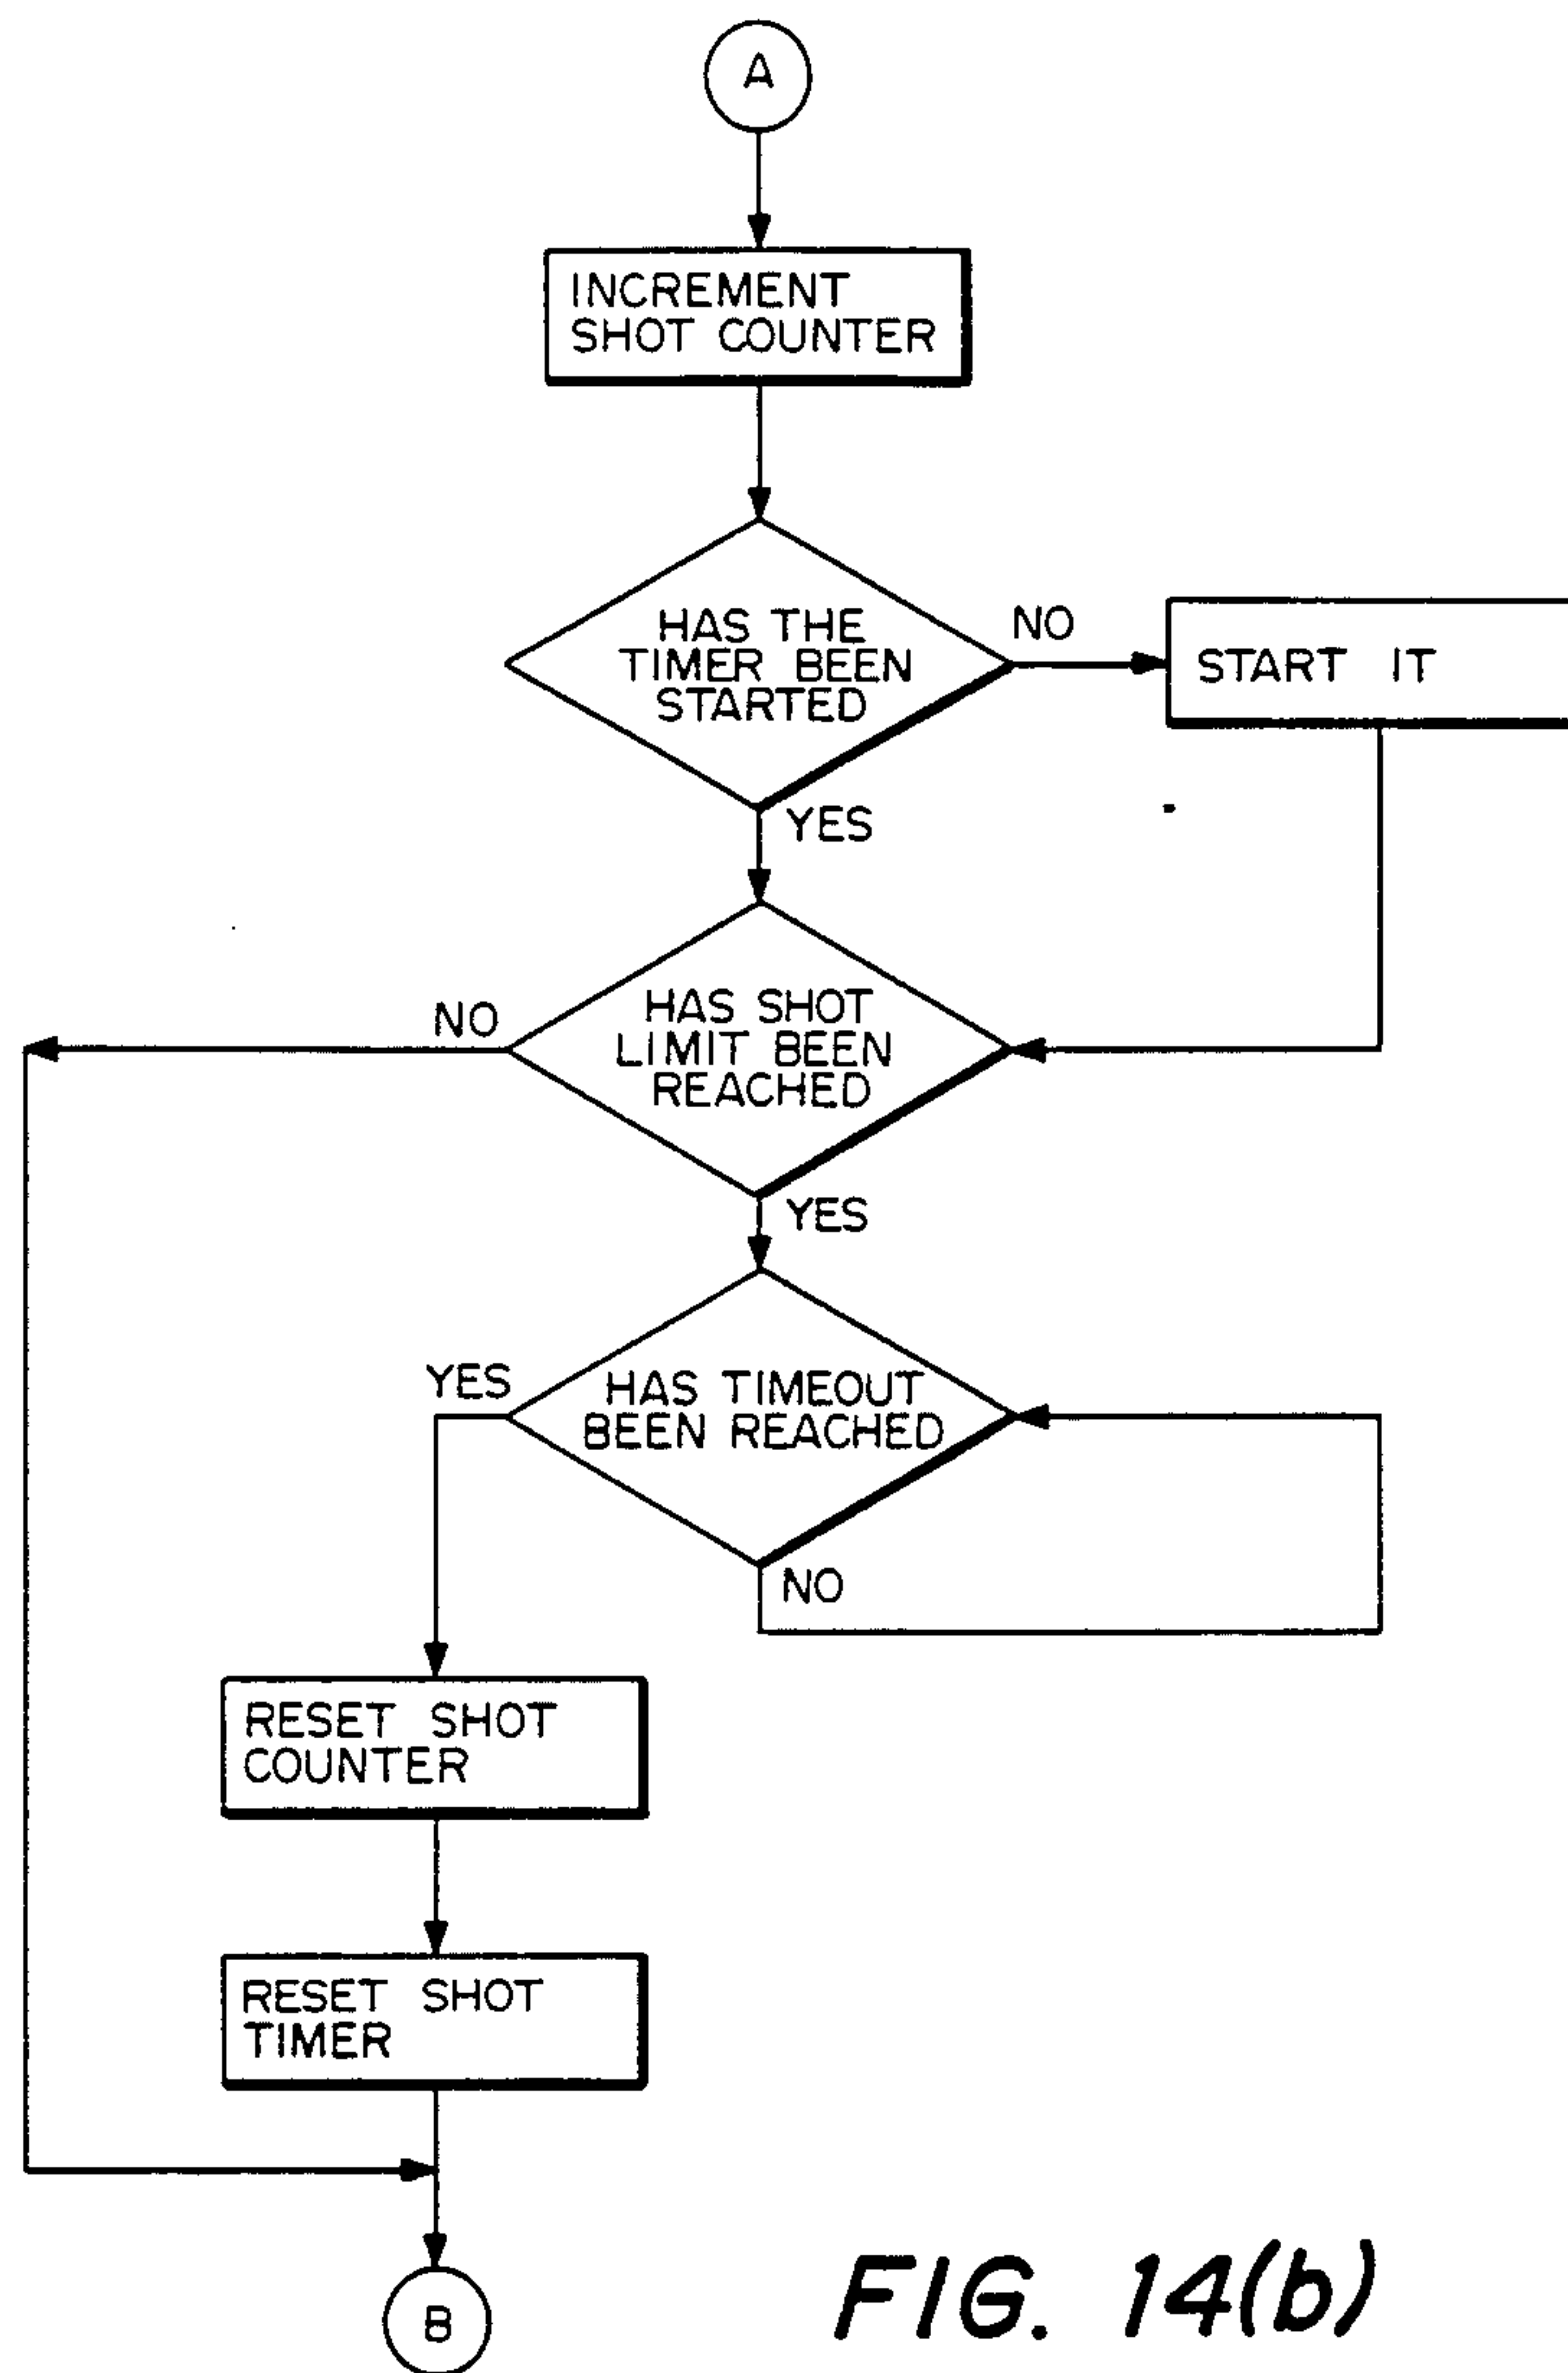 A
INCREMENT
SHOT COUNTER
HAS THE
TIMER BEEN
STARTED
NO
START IT
YES
HAS SHOT
LIMIT BEEN
REACHED
NO
YES
HAS TIMEOUT
BEEN REACHED
YES
NO
RESET SHOT
COUNTER
RESET SHOT
TIMER
B
FIG. 14(b)